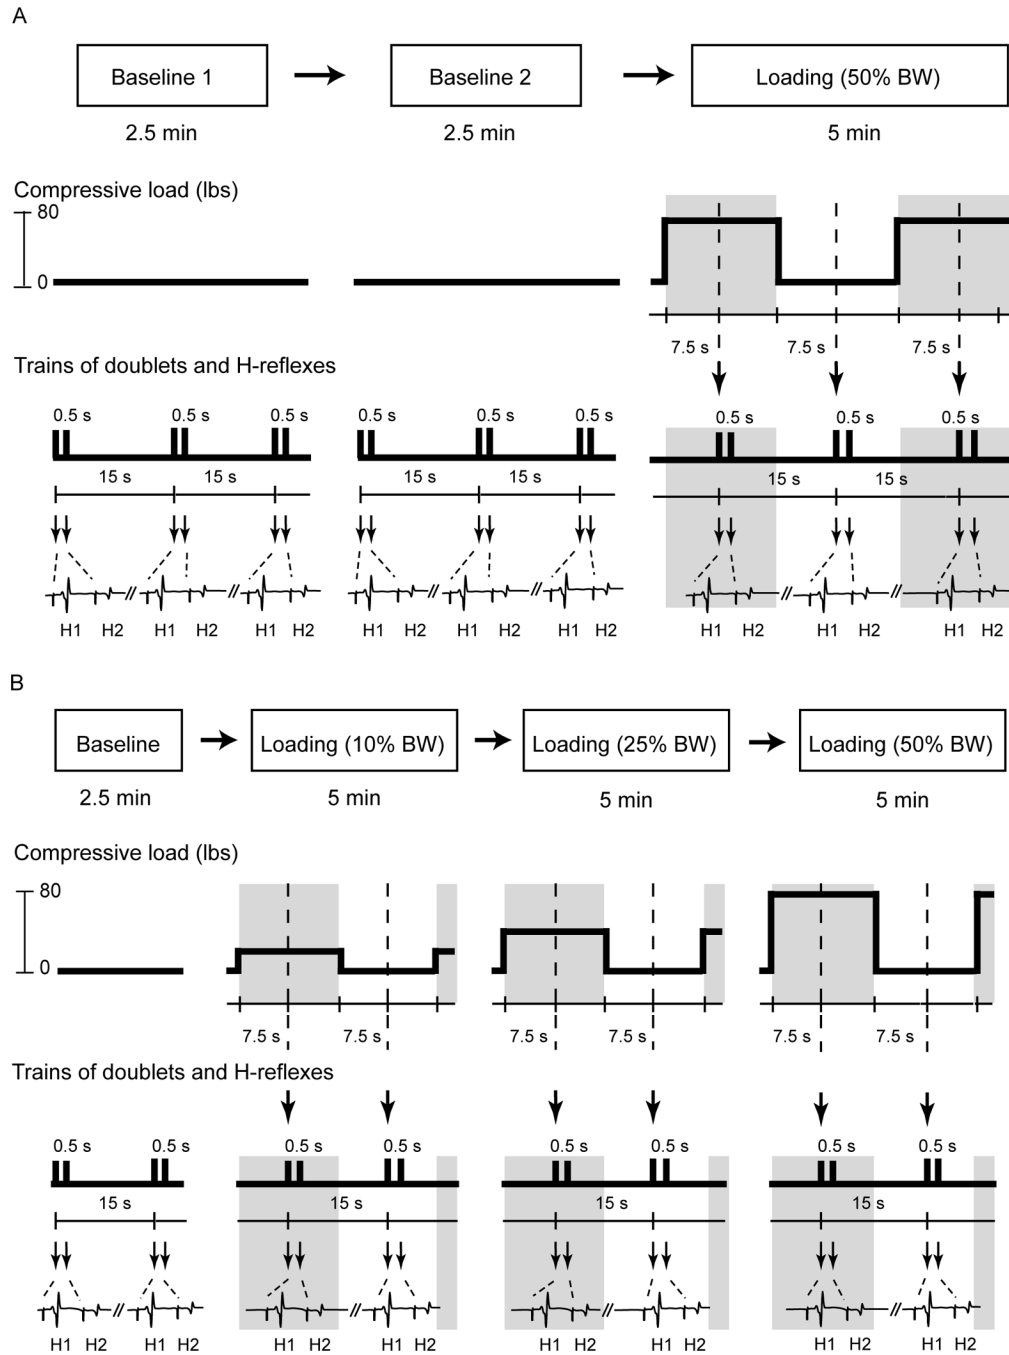 A
Baseline 1
Baseline 2
Loading (50% BW)
2.5 min
2.5 min
5 min
Compressive load (lbs)
80
0
7.5 s
7.5 s
7.5 s
Trains of doublets and H-reflexes
0.5 s
0.5 s
0.5 s
0.5 s
0.5 s
0.5 s
0.5 s
0.5 s
0.5 s
15 s
15 s
15 s
15 s
15 s
15 s
H1 H2 H1 H2 H1 H2
H1 H2 H1 H2 H1 H2
H1 H2 H1 H2 H1 H2
B
Baseline
Loading (10% BW)
Loading (25% BW)
Loading (50% BW)
2.5 min
5 min
5 min
5 min
Compressive load (lbs)
80
0
7.5 s
7.5 s
7.5 s
7.5 s
7.5 s
7.5 s
Trains of doublets and H-reflexes
0.5 s
0.5 s
0.5 s
0.5 s
0.5 s
0.5 s
0.5 s
0.5 s
15 s
15 s
15 s
15 s
H1 H2 H1 H2
H1 H2 H1 H2
H1 H2 H1 H2
H1 H2 H1 H2